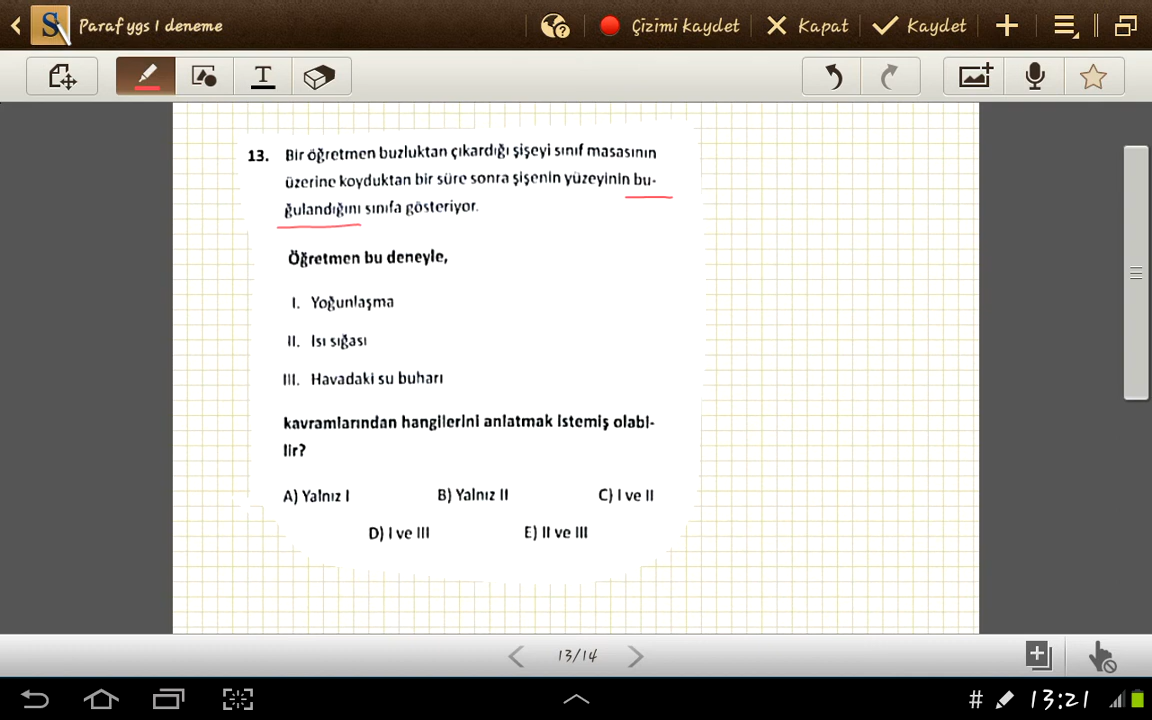 Paraf ygs 1 deneme
Çizimi kaydet
Kapat
Kaydet
T
13. Bir öğretmen buzluktan çıkardığı şişeyi sınıf masasının
üzerine koyduktan bir süre sonra şişenin yüzeyinin bu-
ğulandığını sınıfa gösteriyor.
Öğretmen bu deneyle,
I. Yoğunlaşma
II. Isı sığası
III. Havadaki su buharı
kavramlarından hangilerini anlatmak istemiş olabi-
lir?
A) Yalnız I B) Yalnız II C) I ve II
D) I ve III E) II ve III
13/14
# 13:21